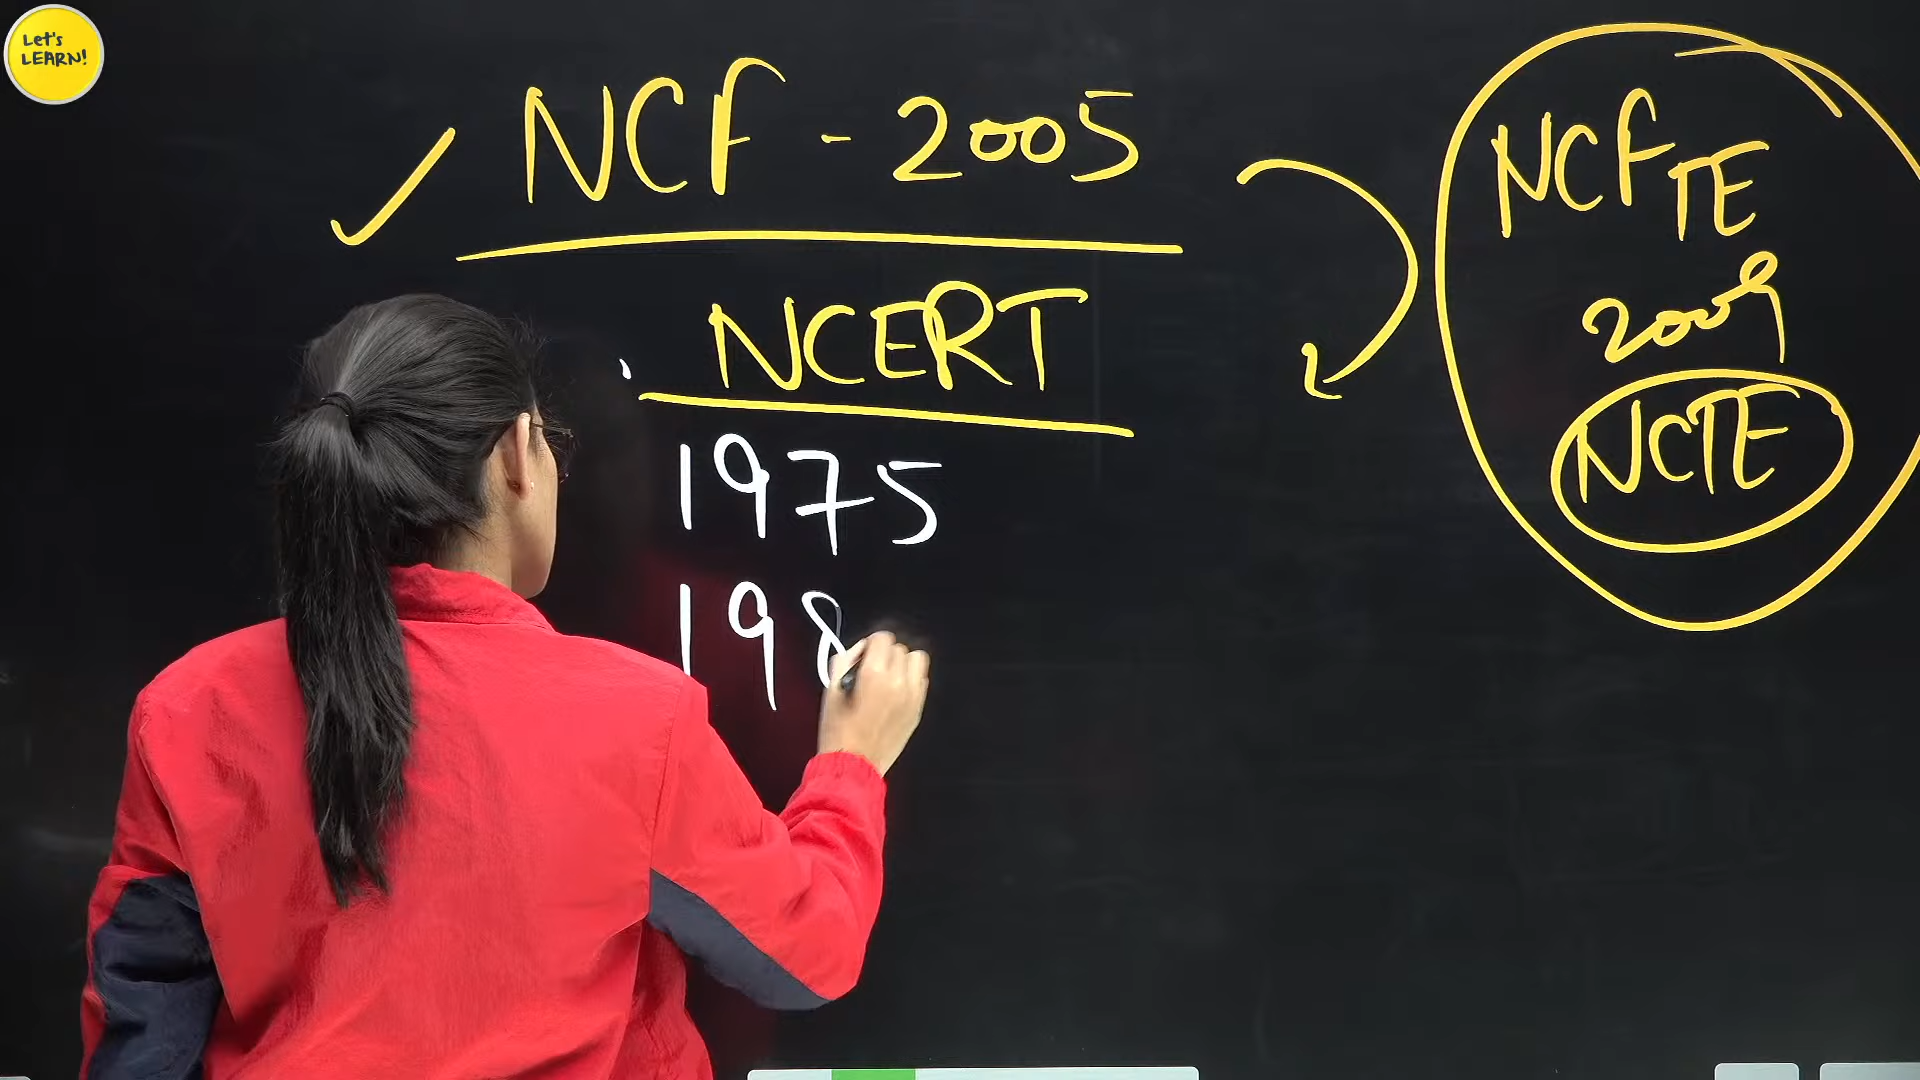 Let's
LEARN!
NCF - 2005
NCERT
1975
198
NCFTE
2009
NCTE